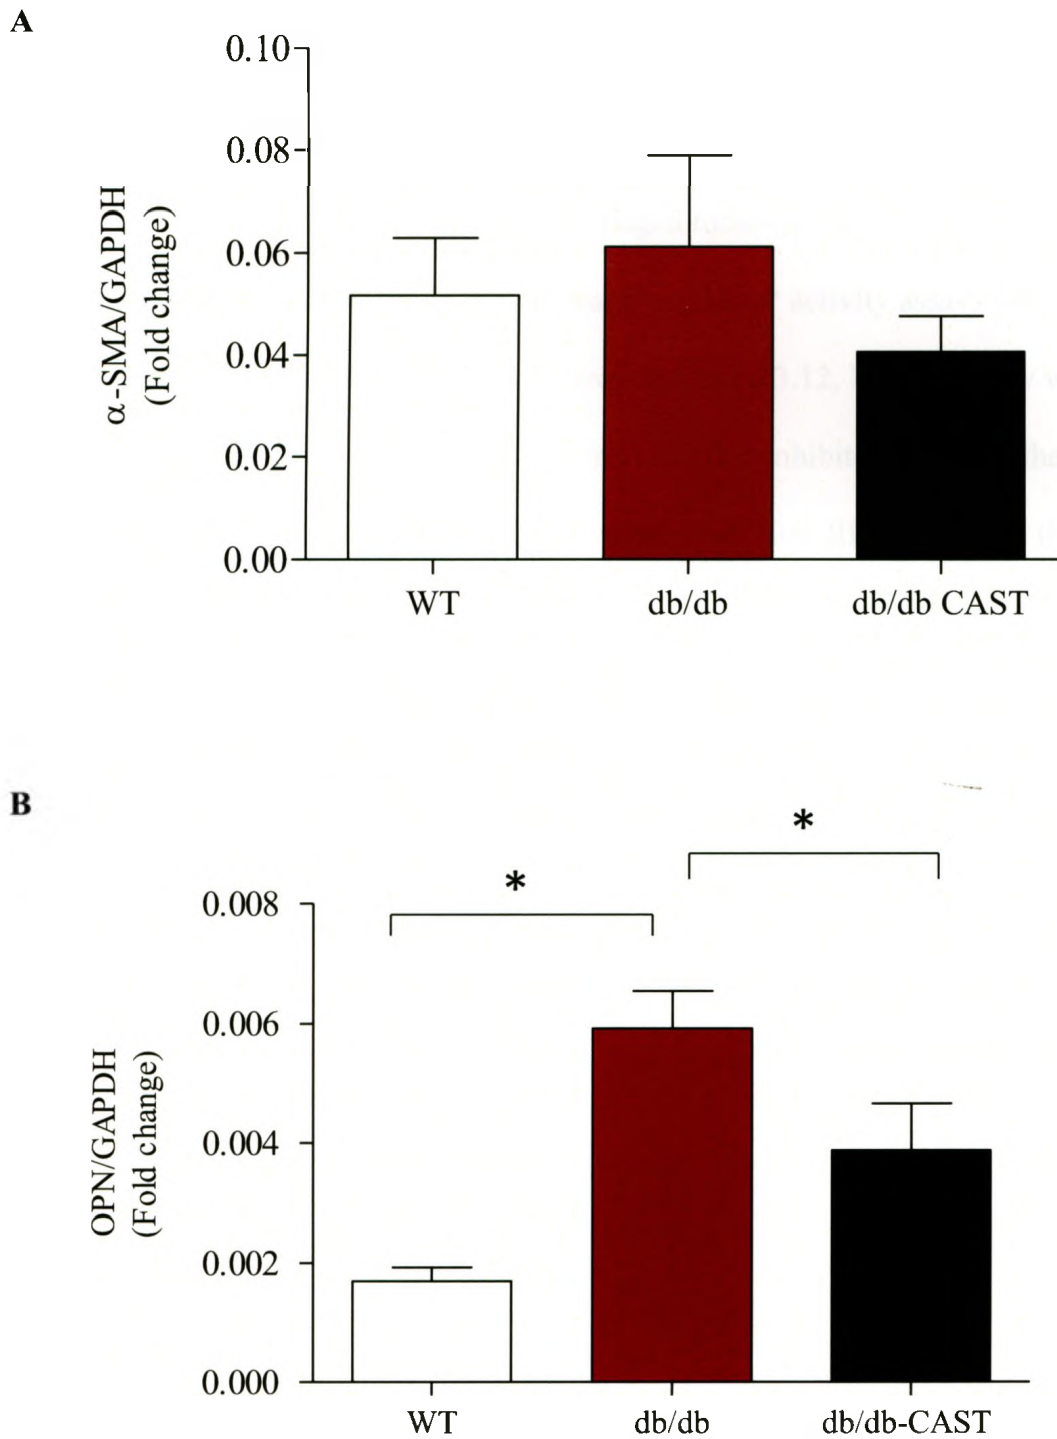 A
0.10
0.08
0.06
0.04
0.02
0.00
α-SMA/GAPDH
(Fold change)
WT db/db db/db CAST
activity
B
*
*
0.008
0.006
0.004
0.002
0.000
OPN/GAPDH
(Fold change)
WT db/db db/db-CAST